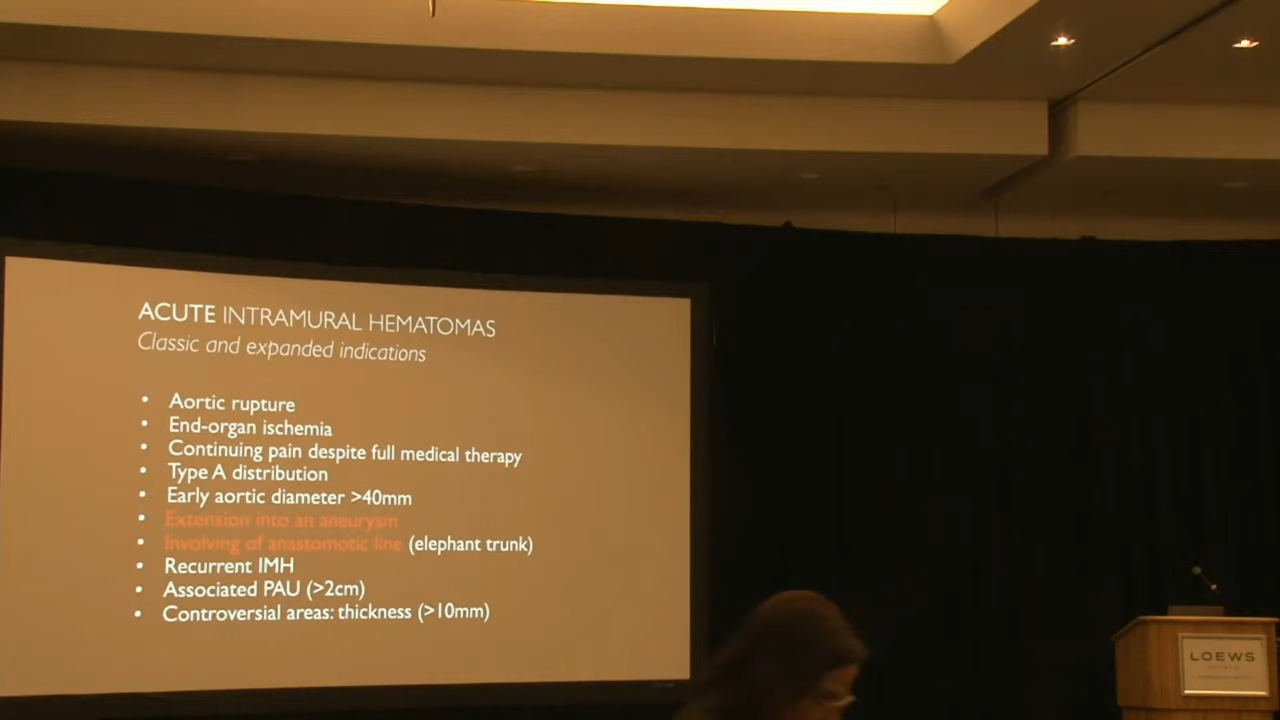 ACUTE INTRAMURAL HEMATOMAS
Classic and expanded indications
• Aortic rupture
• End-organ ischemia
• Continuing pain despite full medical therapy
• Type A distribution
• Early aortic diameter >40mm
• Extension into an aneurysm
• Involving of anastomotic line (elephant trunk)
• Recurrent IMH
• Associated PAU (>2cm)
• Controversial areas: thickness (>10mm)
LOEWS